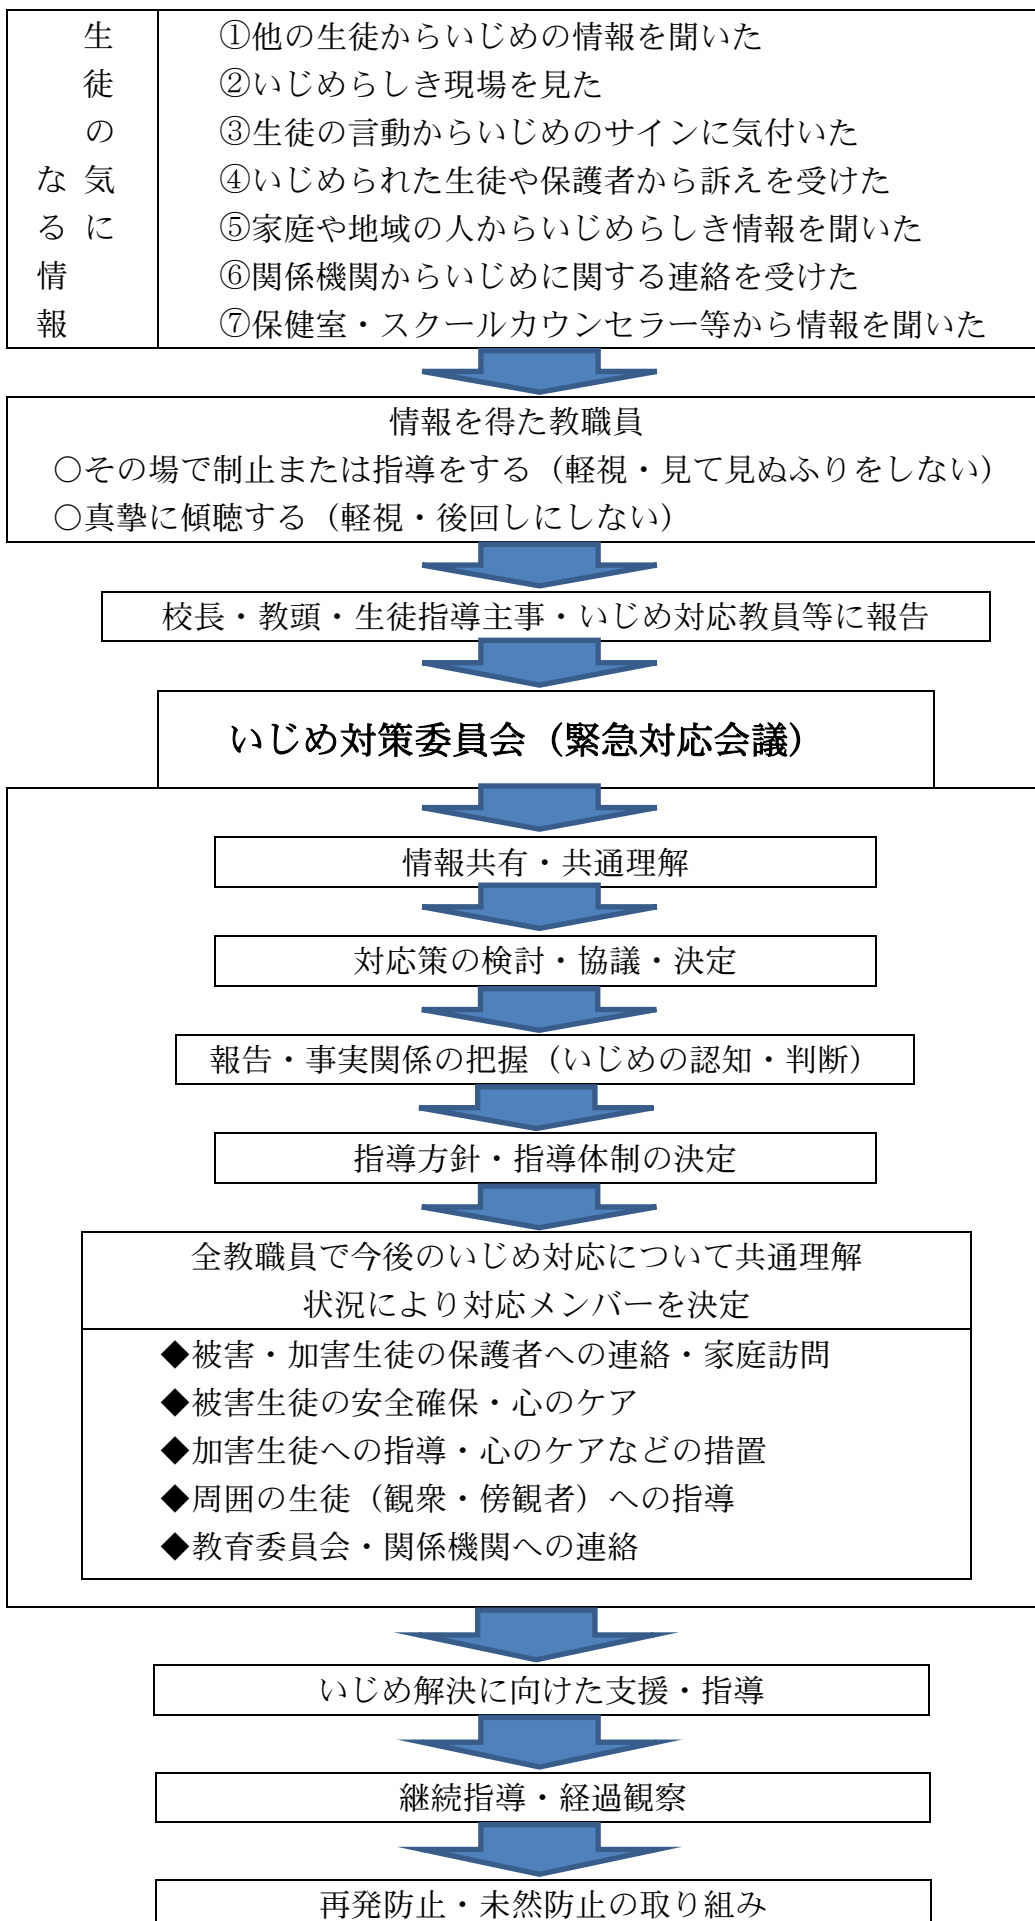 生徒の気に
なる情報
①他の生徒からいじめの情報を聞いた
②いじめらしき現場を見た
③生徒の言動からいじめのサインに気付いた
④いじめられた生徒や保護者から訴えを受けた
⑤家庭や地域の人からいじめらしき情報を聞いた
⑥関係機関からいじめに関する連絡を受けた
⑦保健室・スクールカウンセラー等から情報を聞いた
情報を得た教職員
○その場で制止または指導をする（軽視・見て見ぬふりをしない）
○真摯に傾聴する（軽視・後回しにしない）
校長・教頭・生徒指導主事・いじめ対応教員等に報告
いじめ対策委員会（緊急対応会議）
情報共有・共通理解
対応策の検討・協議・決定
報告・事実関係の把握（いじめの認知・判断）
指導方針・指導体制の決定
全教職員で今後のいじめ対応について共通理解
状況により対応メンバーを決定
◆被害・加害生徒の保護者への連絡・家庭訪問
◆被害生徒の安全確保・心のケア
◆加害生徒への指導・心のケアなどの措置
◆周囲の生徒（観衆・傍観者）への指導
◆教育委員会・関係機関への連絡
いじめ解決に向けた支援・指導
継続指導・経過観察
再発防止・未然防止の取り組み